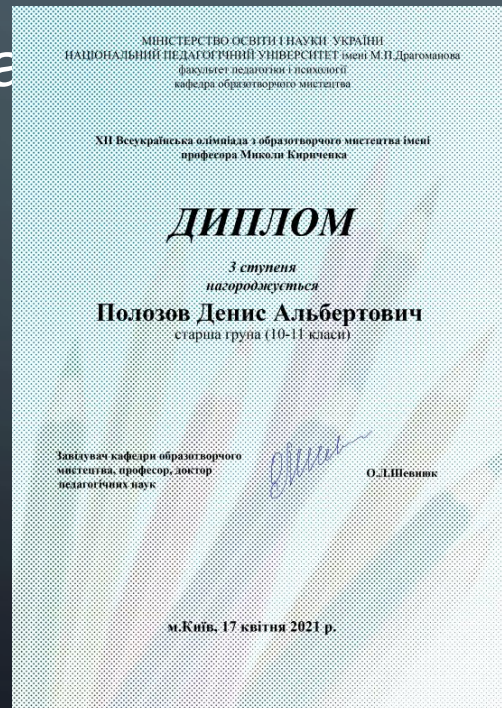 МІНІСТЕРСТВО ОСВІТИ І НАУКИ УКРАЇНИ
НАЦІОНАЛЬНИЙ ПЕДАГОГІЧНИЙ УНІВЕРСИТЕТ імені М.П.Драгоманова
факультет педагогіки і психології
кафедра образотворчого мистецтва
XII Всеукраїнська олімпіада з образотворчого мистецтва імені
професора Миколи Кириченка
ДИПЛОМ
3 ступеня
нагороджується
Полозов Денис Альбертович
старша група (10-11 класи)
Завідувач кафедри образотворчого
мистецтва, професор, доктор
педагогічних наук
О.Л.Шевнюк
м.Київ, 17 квітня 2021 р.